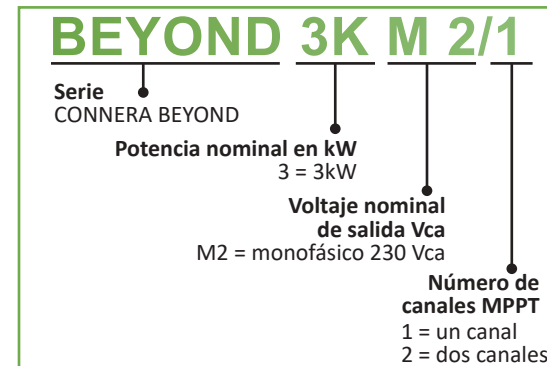 BEYOND 3K M 2/1
Serie
CONNERA BEYOND
Potencia nominal en kW
3 = 3kW
Voltaje nominal
de salida Vca
M2 = monofásico 230 Vca
Número de
canales MPPT
1 = un canal
2 = dos canales